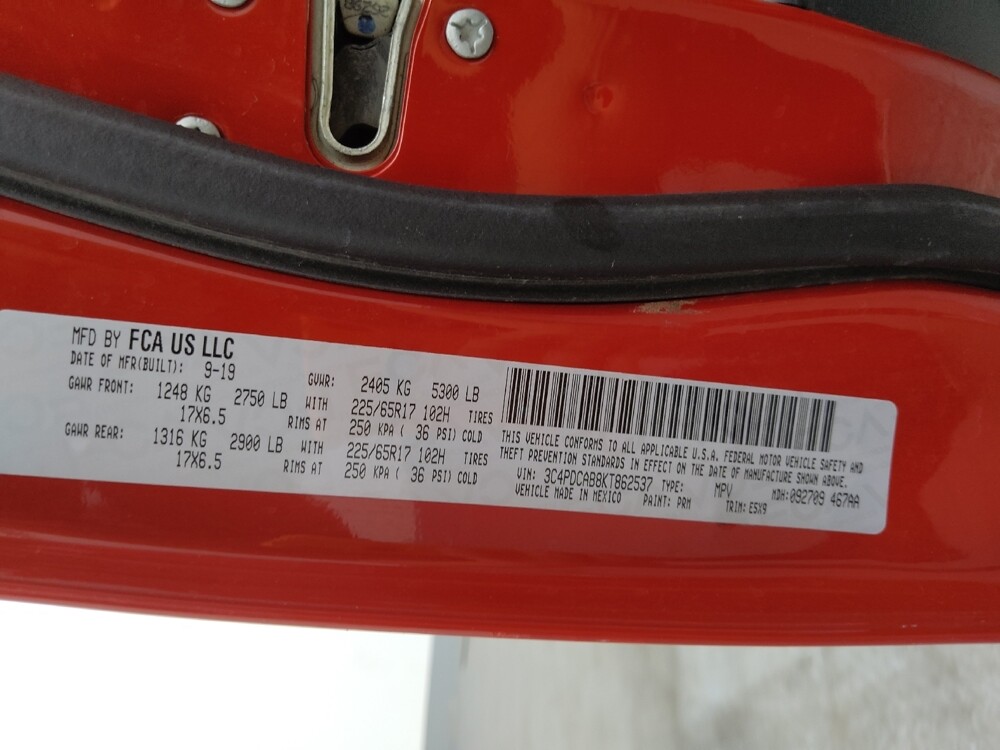 MFD BY FCA US LLC
DATE OF MFR(BUILT): 9-19 GVWR: 2405 KG 5300 LB
GAWR FRONT: 1248 KG 2750 LB WITH 225/65R17 102H TIRES
17X6.5 RIMS AT 250 KPA ( 36 PSI) COLD
GAWR REAR: 1316 KG 2900 LB WITH 225/65R17 102H TIRES
17X6.5 RIMS AT 250 KPA ( 36 PSI) COLD
THIS VEHICLE CONFORMS TO ALL APPLICABLE U.S.A. FEDERAL MOTOR VEHICLE SAFETY AND
THEFT PREVENTION STANDARDS IN EFFECT ON THE DATE OF MANUFACTURE SHOWN ABOVE.
VIN: 3C4PDCAB8KT862537 TYPE: MPV MDH:092709 467AA
VEHICLE MADE IN MEXICO PAINT: PRM TRIM: E5X9